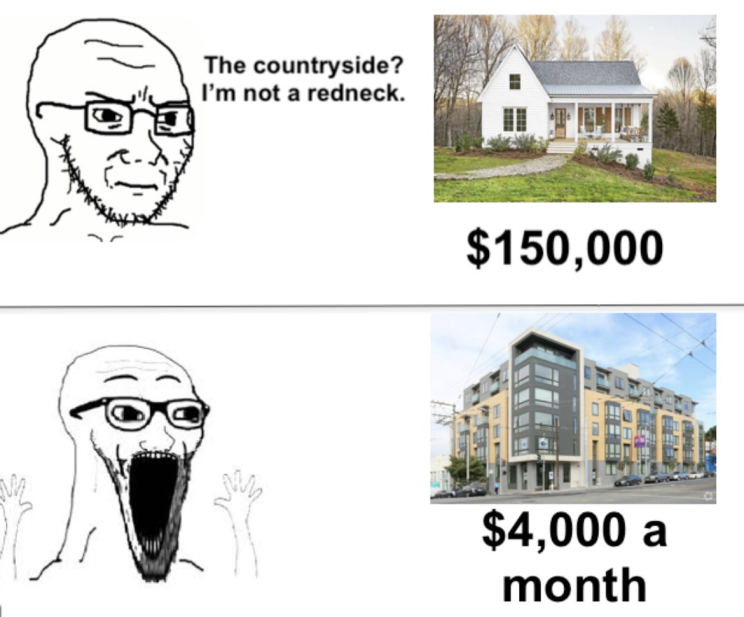 The countryside?
I'm not a redneck.
$150,000
$4,000 a
month